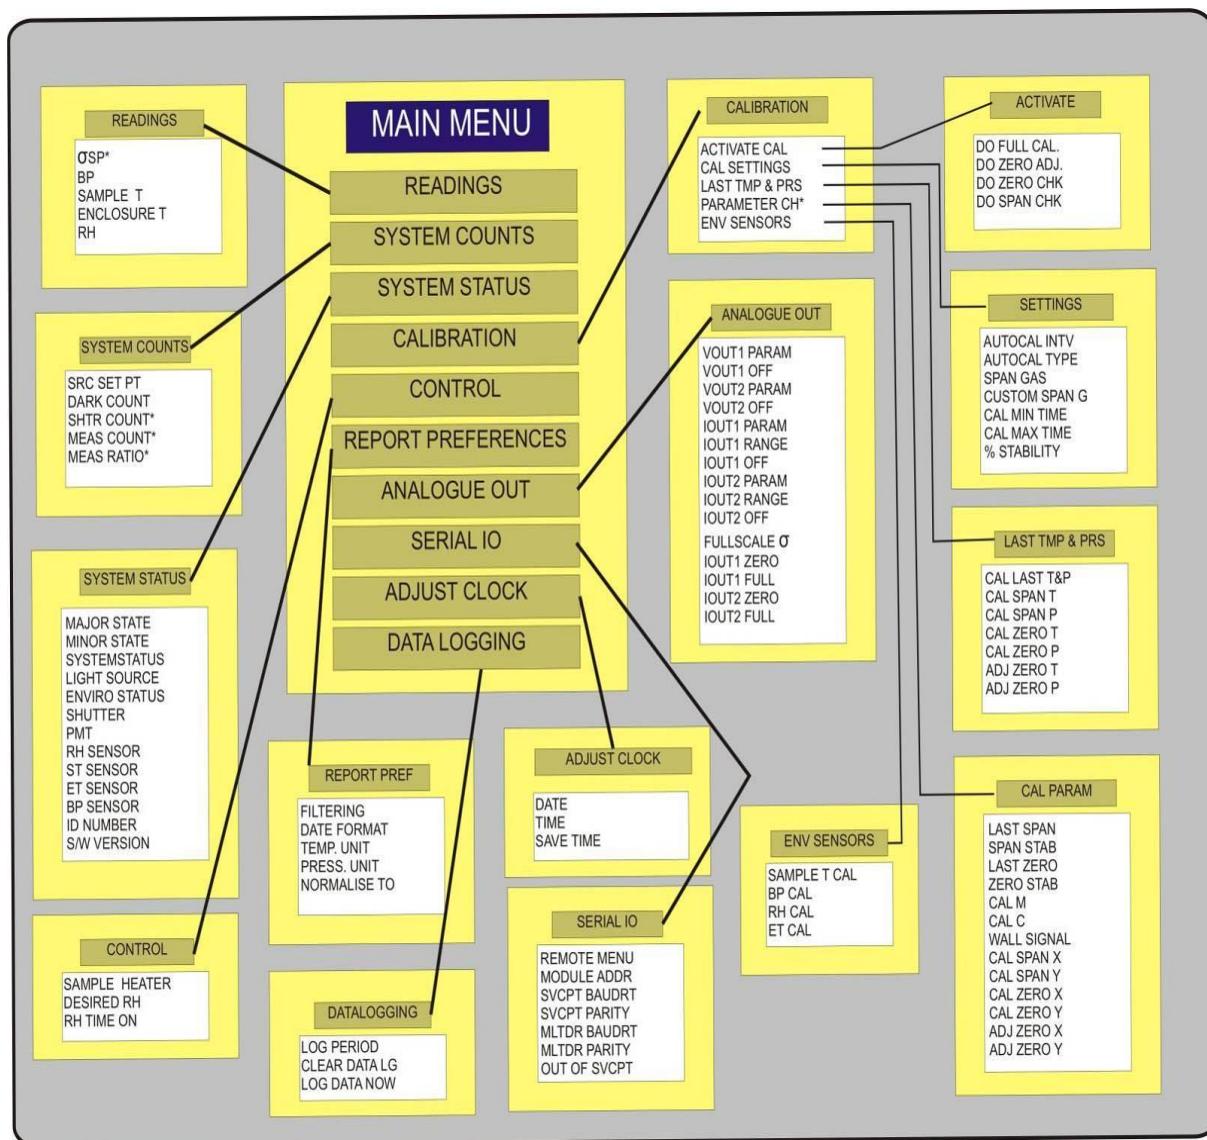 MAIN MENU
READINGS
SYSTEM COUNTS
SYSTEM STATUS
CALIBRATION
CONTROL
REPORT PREFERENCES
ANALOGUE OUT
SERIAL IO
ADJUST CLOCK
DATA LOGGING
READINGS
σSP*
BP
SAMPLE T
ENCLOSURE T
RH
SYSTEM COUNTS
SRC SET PT
DARK COUNT
SHTR COUNT*
MEAS COUNT*
MEAS RATIO*
SYSTEM STATUS
MAJOR STATE
MINOR STATE
SYSTEMSTATUS
LIGHT SOURCE
ENVIRO STATUS
SHUTTER
PMT
RH SENSOR
ST SENSOR
ET SENSOR
BP SENSOR
ID NUMBER
S/W VERSION
CONTROL
SAMPLE HEATER
DESIRED RH
RH TIME ON
REPORT PREF
FILTERING
DATE FORMAT
TEMP. UNIT
PRESS. UNIT
NORMALISE TO
DATALOGGING
LOG PERIOD
CLEAR DATA LG
LOG DATA NOW
ADJUST CLOCK
DATE
TIME
SAVE TIME
SERIAL IO
REMOTE MENU
MODULE ADDR
SVCPT BAUDRT
SVCPT PARITY
MLTDR BAUDRT
MLTDR PARITY
OUT OF SVCPT
CALIBRATION
ACTIVATE CAL
CAL SETTINGS
LAST TMP & PRS
PARAMETER CH*
ENV SENSORS
ANALOGUE OUT
VOUT1 PARAM
VOUT1 OFF
VOUT2 PARAM
VOUT2 OFF
IOUT1 PARAM
IOUT1 RANGE
IOUT1 OFF
IOUT2 PARAM
IOUT2 RANGE
IOUT2 OFF
FULLSCALE σ
IOUT1 ZERO
IOUT1 FULL
IOUT2 ZERO
IOUT2 FULL
ENV SENSORS
SAMPLE T CAL
BP CAL
RH CAL
ET CAL
ACTIVATE
DO FULL CAL.
DO ZERO ADJ.
DO ZERO CHK
DO SPAN CHK
SETTINGS
AUTOCAL INTV
AUTOCAL TYPE
SPAN GAS
CUSTOM SPAN G
CAL MIN TIME
CAL MAX TIME
% STABILITY
LAST TMP & PRS
CAL LAST T&P
CAL SPAN T
CAL SPAN P
CAL ZERO T
CAL ZERO P
ADJ ZERO T
ADJ ZERO P
CAL PARAM
LAST SPAN
SPAN STAB
LAST ZERO
ZERO STAB
CAL M
CAL C
WALL SIGNAL
CAL SPAN X
CAL SPAN Y
CAL ZERO X
CAL ZERO Y
ADJ ZERO X
ADJ ZERO Y